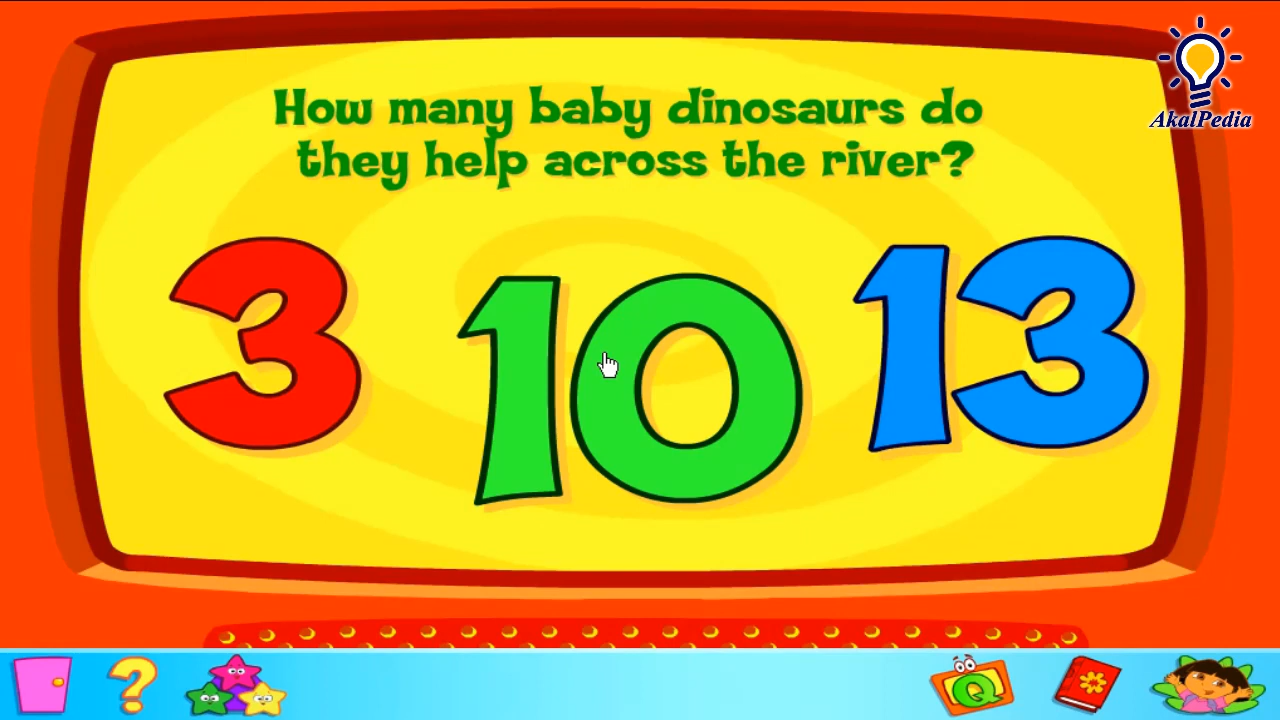 AkalPedia
How many baby dinosaurs do
they help across the river?
3 10 13
?
Q